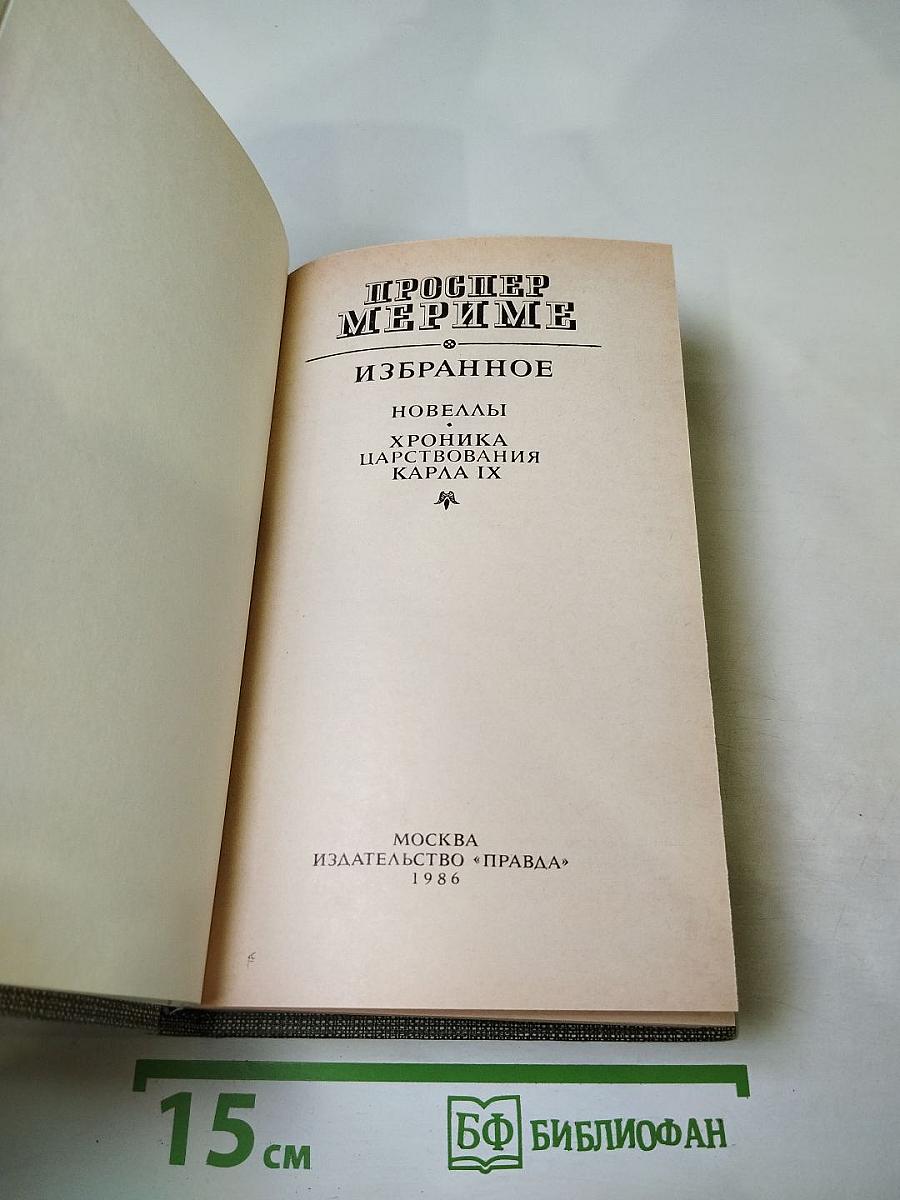 ПРОСПЕР
МЕРИМЕ
ИЗБРАННОЕ
НОВЕЛЛЫ
ХРОНИКА
ЦАРСТВОВАНИЯ
КАРЛА IX
МОСКВА
ИЗДАТЕЛЬСТВО «ПРАВДА»
1986
15 см
БФ БИБЛИОФАН